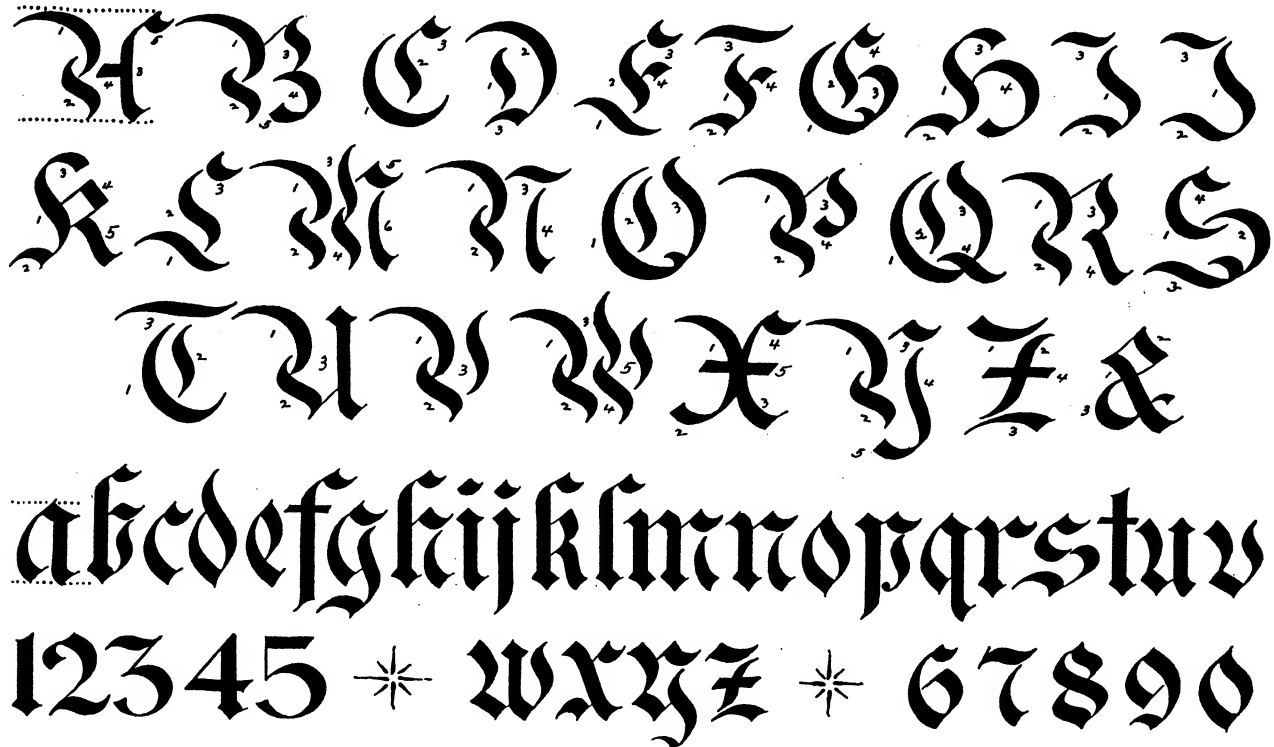 A B C D E F G H I J
K L M N O P Q R S
T U V W X Y Z &
abcdefghijklmnopqrstuv
12345 wxyz 67890